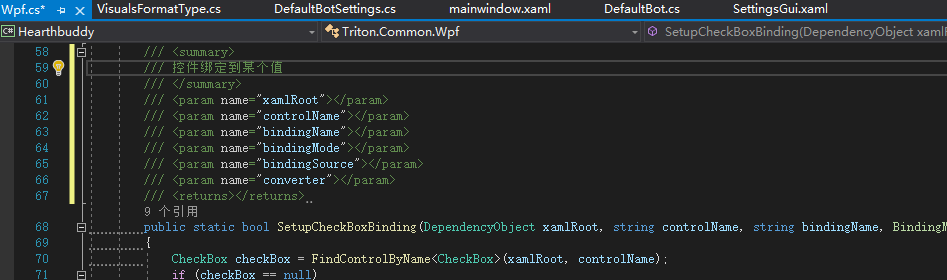 Wpf.cs* VisualsFormatType.cs DefaultBotSettings.cs mainwindow.xaml DefaultBot.cs SettingsGui.xaml
C# Hearthbuddy Triton.Common.Wpf SetupCheckBoxBinding(DependencyObject xamlR
58 /// <summary>
59 /// 控件绑定到某个值
60 /// </summary>
61 /// <param name="xamlRoot"></param>
62 /// <param name="controlName"></param>
63 /// <param name="bindingName"></param>
64 /// <param name="bindingMode"></param>
65 /// <param name="bindingSource"></param>
66 /// <param name="converter"></param>
67 /// <returns></returns>
9 个引用
68 public static bool SetupCheckBoxBinding(DependencyObject xamlRoot, string controlName, string bindingName, BindingM
69 {
70 CheckBox checkBox = FindControlByName<CheckBox>(xamlRoot, controlName);
71 if (checkBox == null)